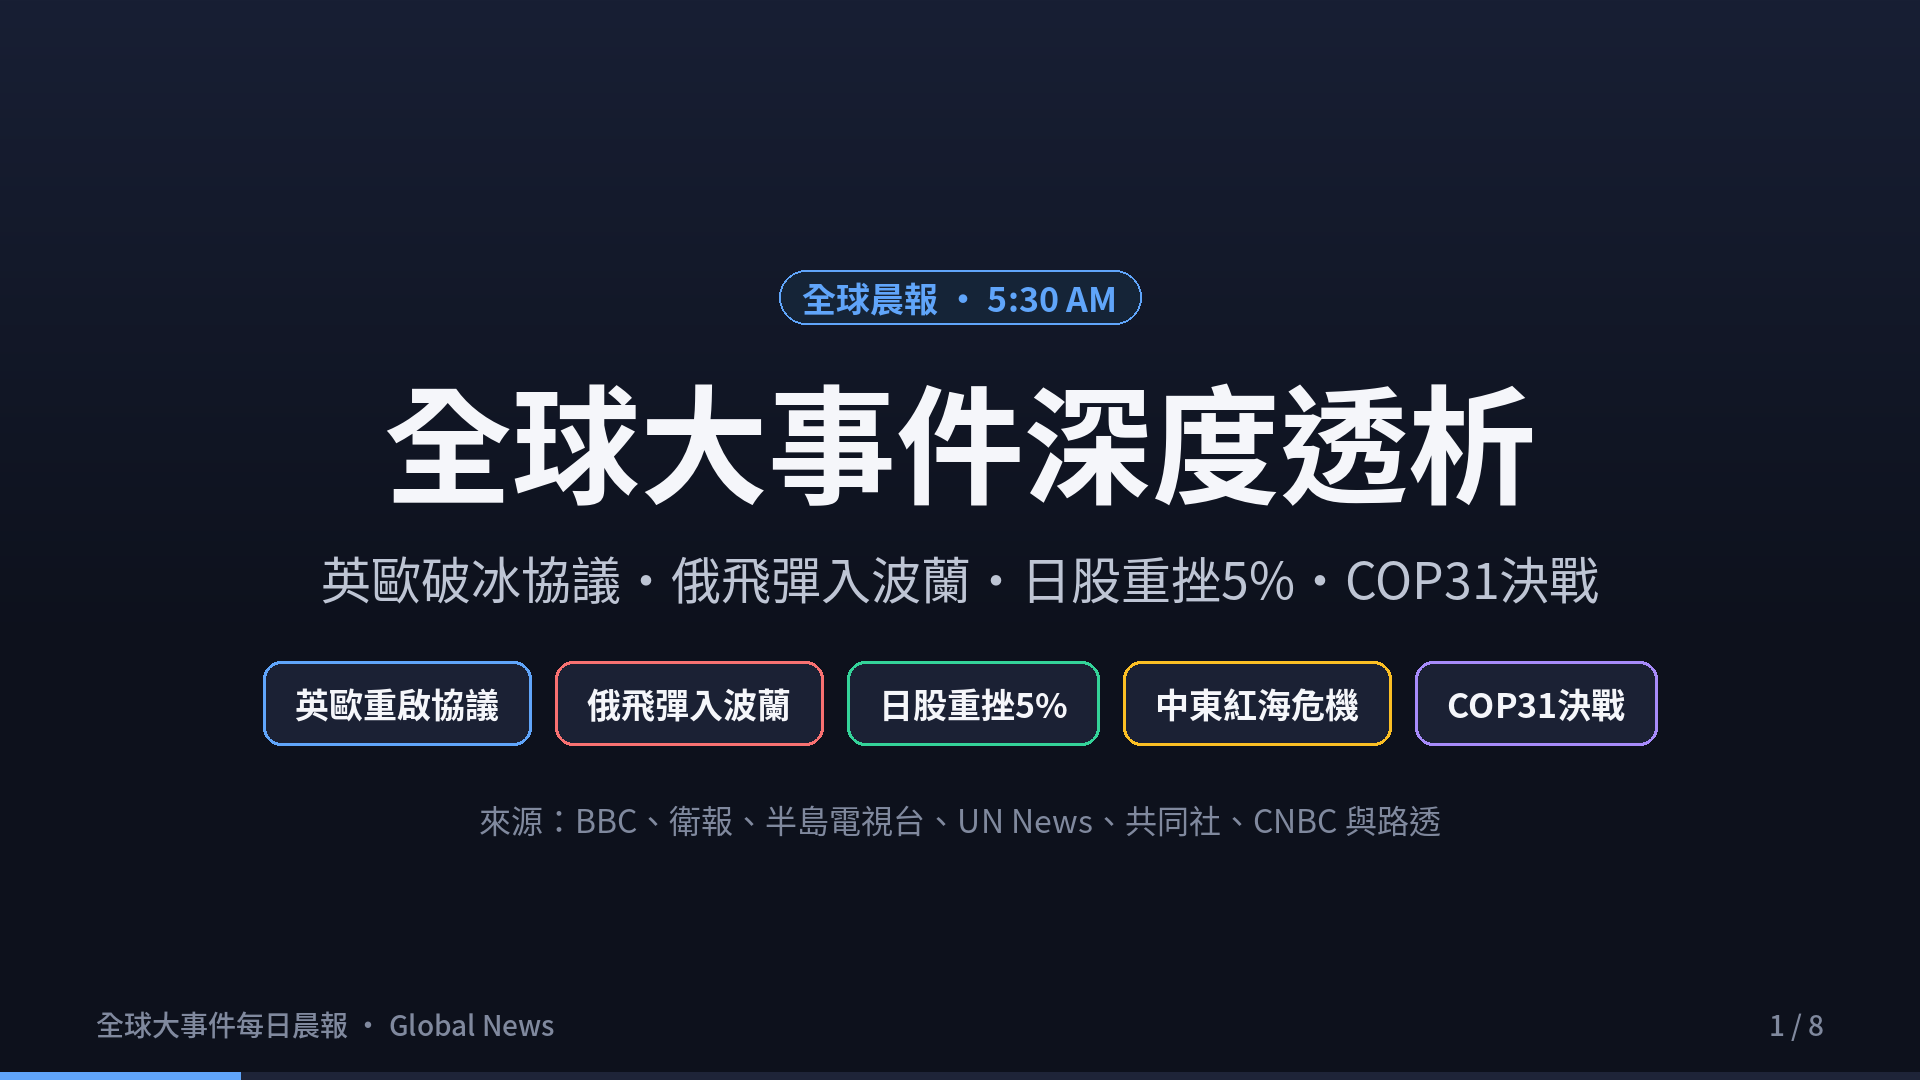 全球晨報 • 5:30 AM
全球大事件深度透析
英歐破冰協議•俄飛彈入波蘭•日股重挫5%•COP31決戰
英歐重啟協議
俄飛彈入波蘭
日股重挫5%
中東紅海危機
COP31決戰
來源：BBC、衛報、半島電視台、UN News、共同社、CNBC 與路透
全球大事件每日晨報 • Global News
1 / 8